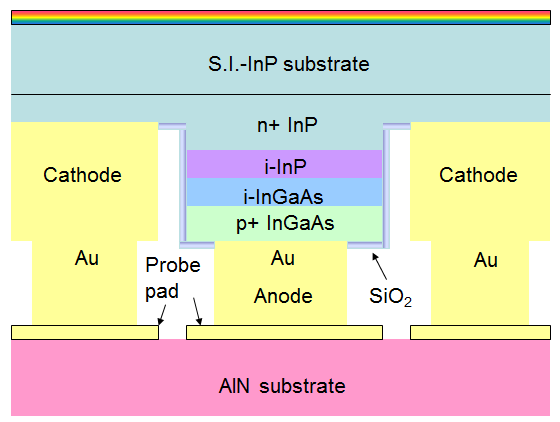 S.I.-InP substrate
n+ InP
i-InP
i-InGaAs
p+ InGaAs
Cathode
Cathode
Au
Au
Au
Probe
pad
Anode
SiO₂
AlN substrate